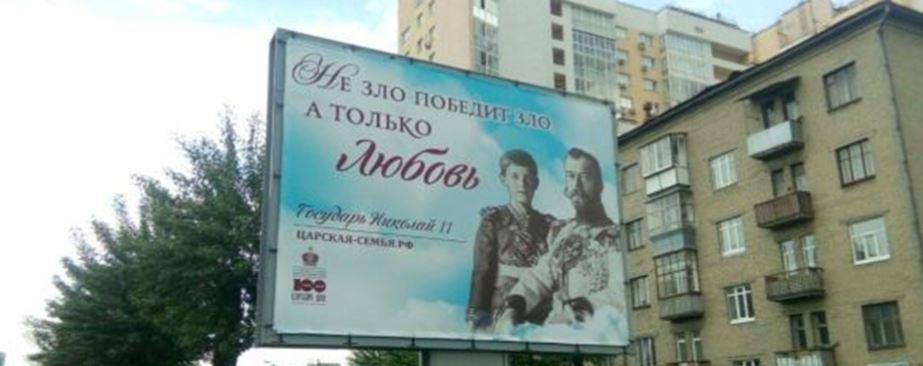 Не зло победит зло
а только
Любовь
Государь Николай II
царская-семья.рф
100